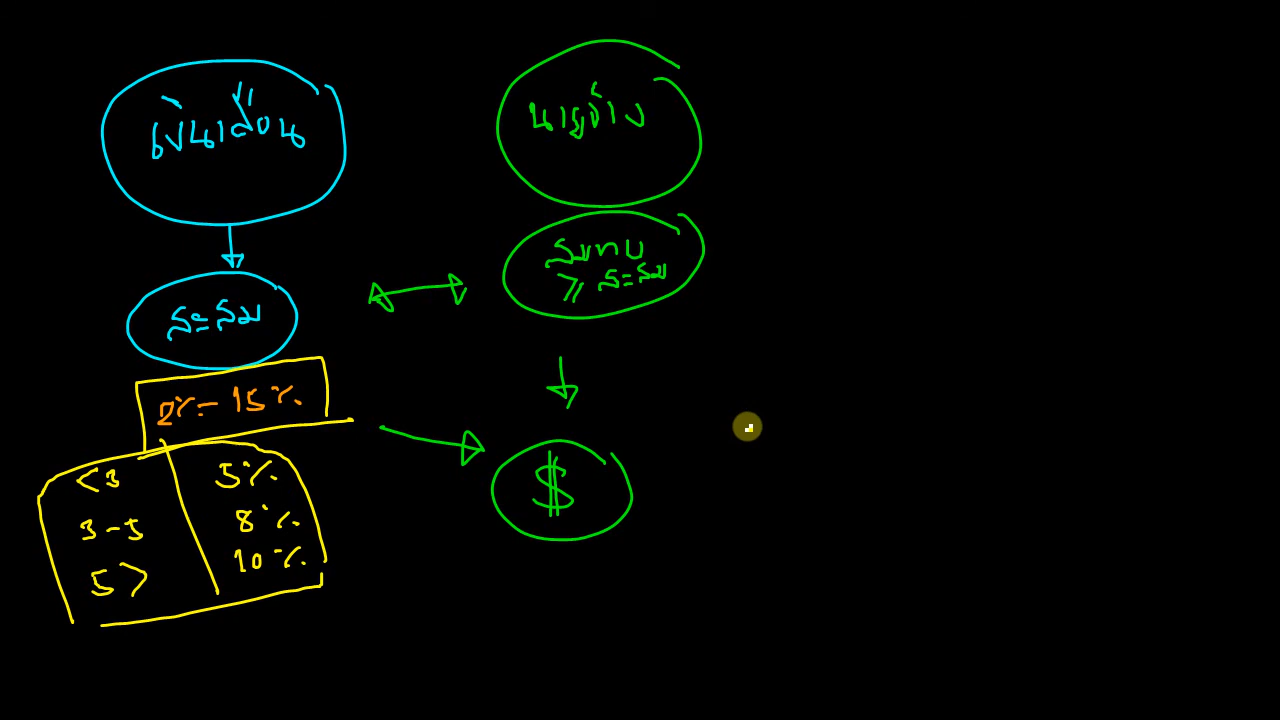 เงินเดือน
สะสม
2% - 15%
<3 5%
3-5 8%
5> 10%
นายจ้าง
สมทบ
≥ สะสม
$